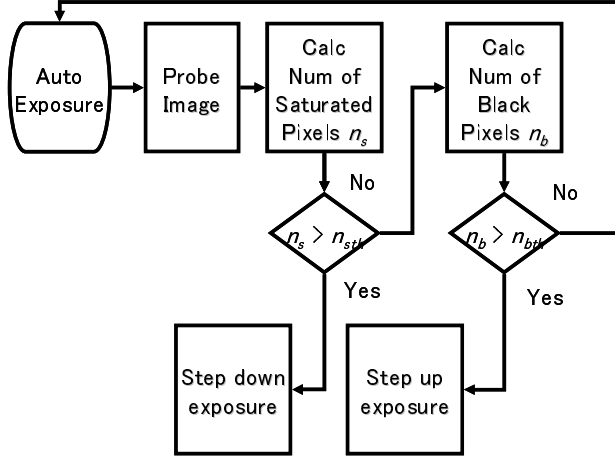 Auto
Exposure
Probe
Image
Calc
Num of
Saturated
Pixels n_s
Calc
Num of
Black
Pixels n_b
No
No
n_s > n_sth
n_b > n_bth
Yes
Yes
Step down
exposure
Step up
exposure